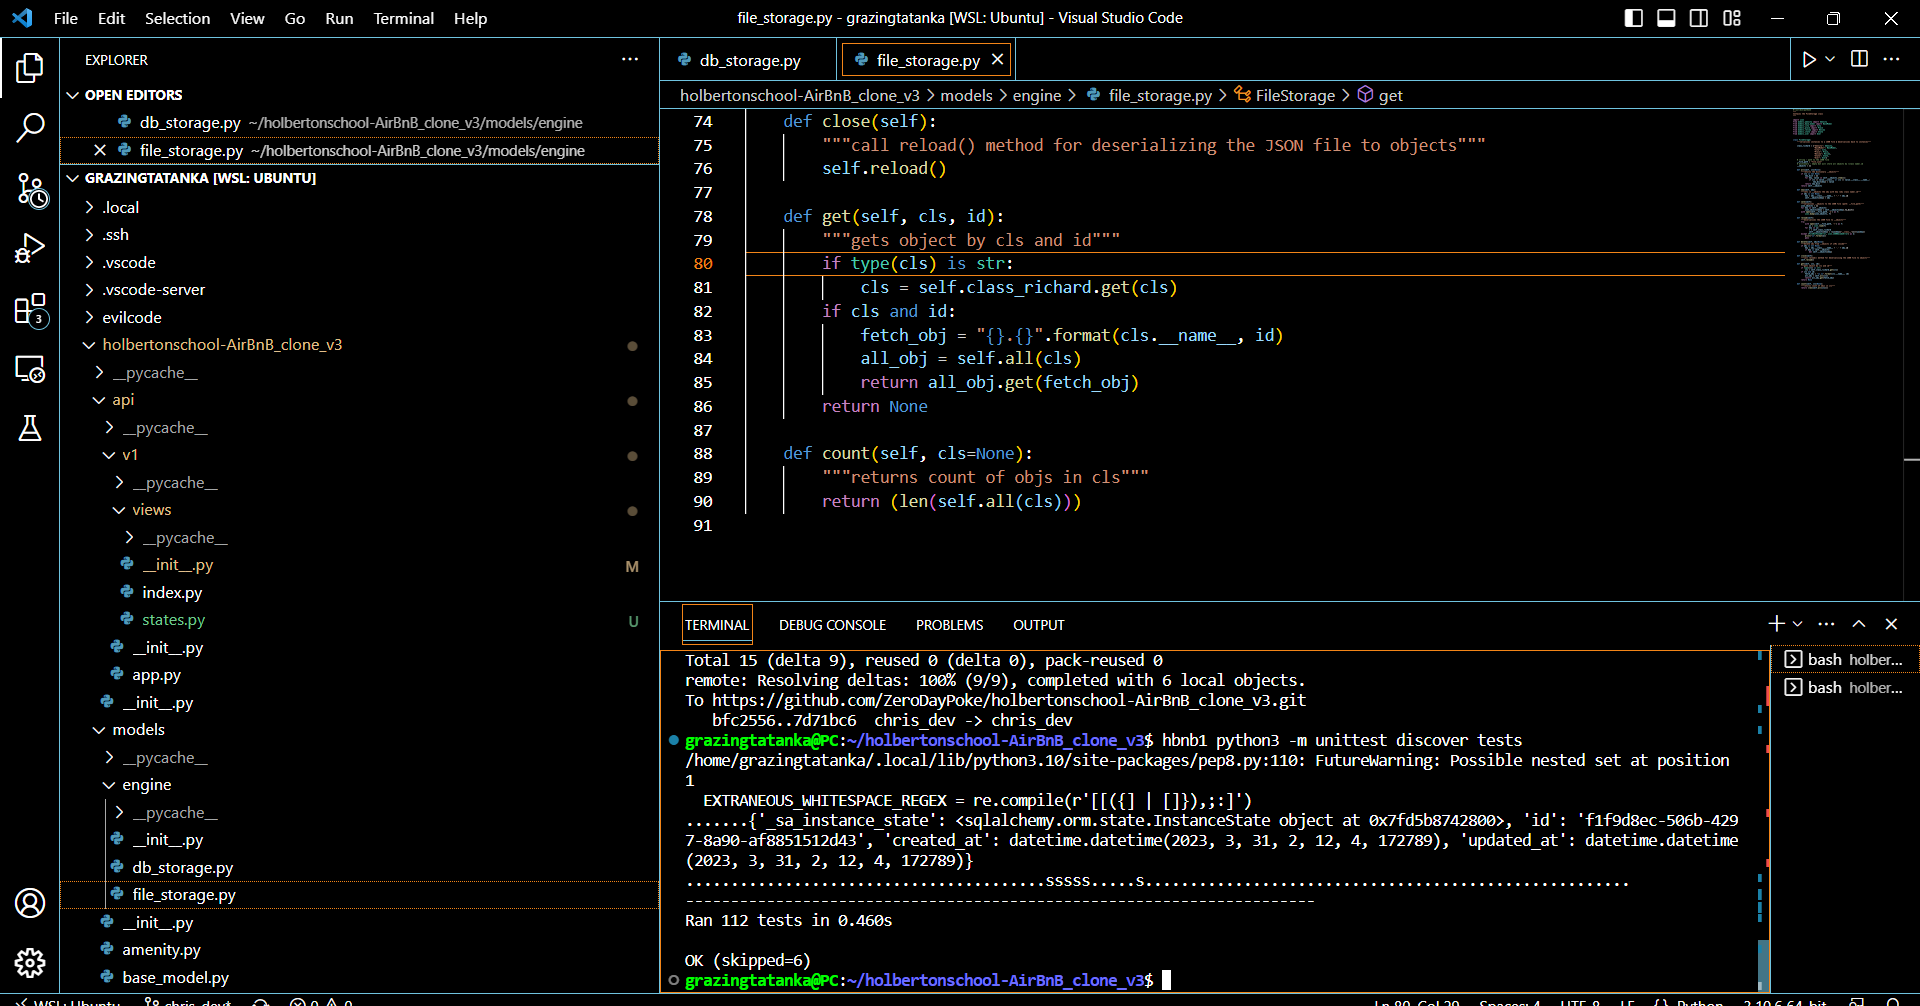 File Edit Selection View Go Run Terminal Help
file_storage.py - grazingtatanka [WSL: Ubuntu] - Visual Studio Code
EXPLORER
OPEN EDITORS
db_storage.py ~/holbertonschool-AirBnB_clone_v3/models/engine
file_storage.py ~/holbertonschool-AirBnB_clone_v3/models/engine
GRAZINGTATANKA [WSL: UBUNTU]
.local
.ssh
.vscode
.vscode-server
evilcode
holbertonschool-AirBnB_clone_v3
__pycache__
api
__pycache__
v1
__pycache__
views
__pycache__
__init__.py M
index.py
states.py U
__init__.py
app.py
__init__.py
models
__pycache__
engine
__pycache__
__init__.py
db_storage.py
file_storage.py
__init__.py
amenity.py
base_model.py
3
db_storage.py
file_storage.py
holbertonschool-AirBnB_clone_v3 > models > engine > file_storage.py > FileStorage > get
74 def close(self):
75 """call reload() method for deserializing the JSON file to objects"""
76 self.reload()
77
78 def get(self, cls, id):
79 """gets object by cls and id"""
80 if type(cls) is str:
81 cls = self.class_richard.get(cls)
82 if cls and id:
83 fetch_obj = "{}.{}".format(cls.__name__, id)
84 all_obj = self.all(cls)
85 return all_obj.get(fetch_obj)
86 return None
87
88 def count(self, cls=None):
89 """returns count of objs in cls"""
90 return (len(self.all(cls)))
91
TERMINAL DEBUG CONSOLE PROBLEMS OUTPUT
Total 15 (delta 9), reused 0 (delta 0), pack-reused 0
remote: Resolving deltas: 100% (9/9), completed with 6 local objects.
To https://github.com/ZeroDayPoke/holbertonschool-AirBnB_clone_v3.git
bfc2556..7d71bc6 chris_dev -> chris_dev
grazingtatanka@PC:~/holbertonschool-AirBnB_clone_v3$ hbnb1 python3 -m unittest discover tests
/home/grazingtatanka/.local/lib/python3.10/site-packages/pep8.py:110: FutureWarning: Possible nested set at position
1
EXTRANEOUS_WHITESPACE_REGEX = re.compile(r'[[({] | []}),;:]')
.......{'_sa_instance_state': <sqlalchemy.orm.state.InstanceState object at 0x7fd5b8742800>, 'id': 'f1f9d8ec-506b-429
7-8a90-af8851512d43', 'created_at': datetime.datetime(2023, 3, 31, 2, 12, 4, 172789), 'updated_at': datetime.datetime
(2023, 3, 31, 2, 12, 4, 172789)}
........................................sssss.....s......................................................
----------------------------------------------------------------------
Ran 112 tests in 0.460s
OK (skipped=6)
grazingtatanka@PC:~/holbertonschool-AirBnB_clone_v3$
bash holber...
bash holber...
WSL: Ubuntu chris_dev* 0 0 Ln 80, Col 29 Spaces: 4 UTF-8 LF Python 3.10.6 64-bit